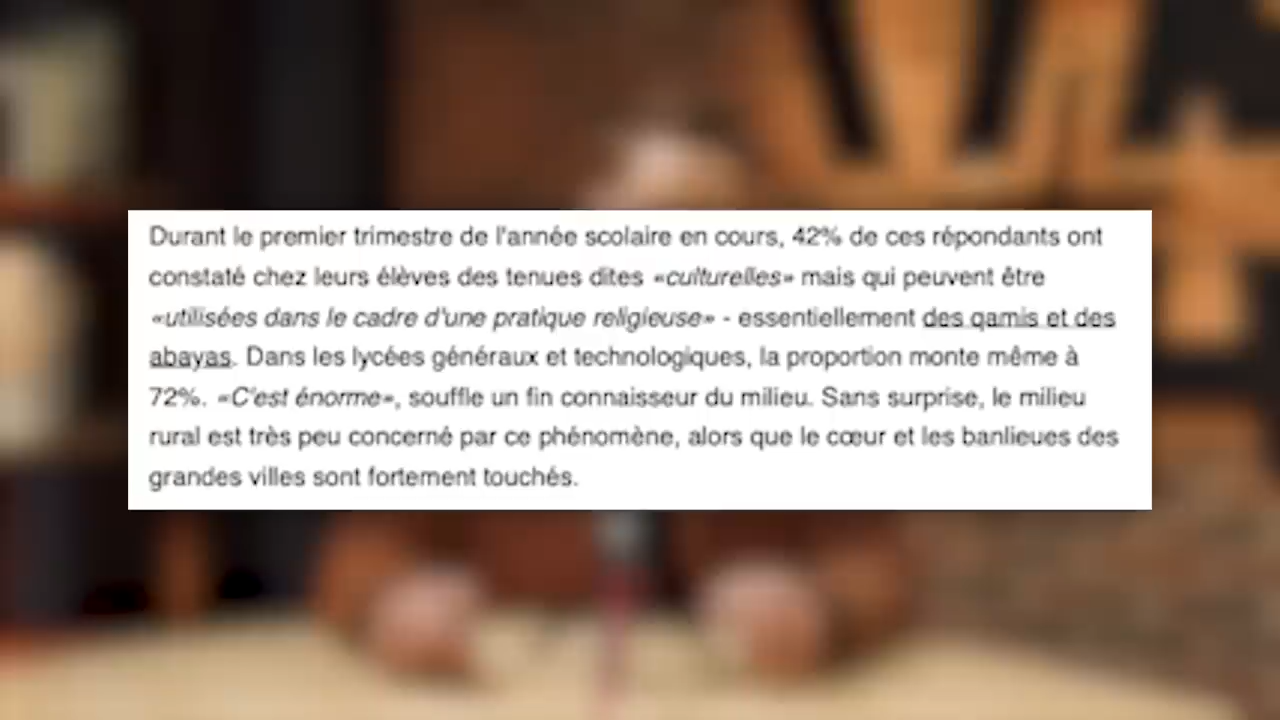 Durant le premier trimestre de l'année scolaire en cours, 42% de ces répondants ont
constaté chez leurs élèves des tenues dites «culturelles» mais qui peuvent être
«utilisées dans le cadre d'une pratique religieuse» - essentiellement des qamis et des
abayas. Dans les lycées généraux et technologiques, la proportion monte même à
72%. «C'est énorme», souffle un fin connaisseur du milieu. Sans surprise, le milieu
rural est très peu concerné par ce phénomène, alors que le cœur et les banlieues des
grandes villes sont fortement touchés.